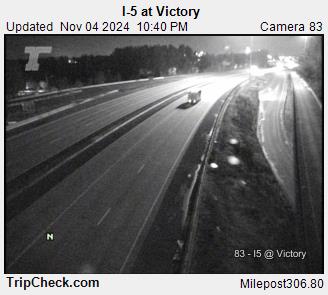 I-5 at Victory
Updated Nov 04 2024 10:40 PM Camera 83
T
N
83 - I5 @ Victory
TripCheck.com Milepost306.80